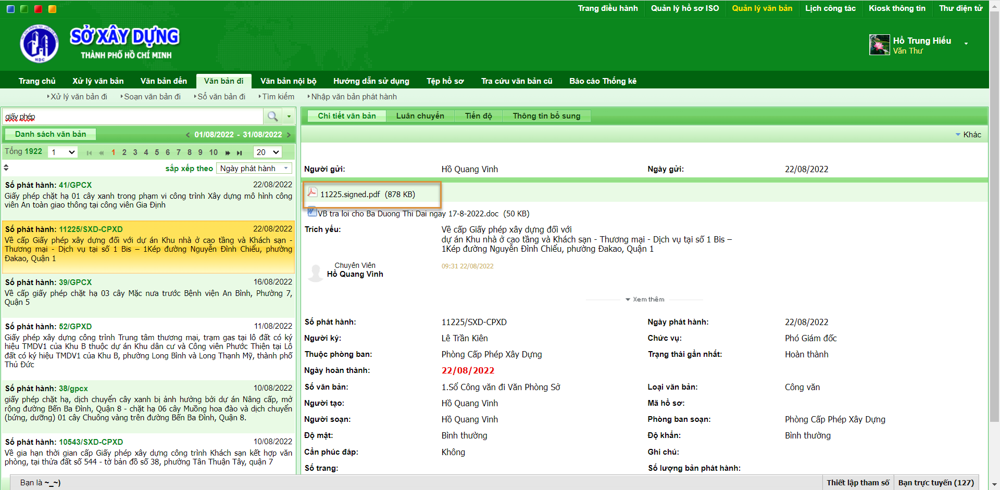 Trang điều hành Quản lý hồ sơ ISO Quản lý văn bản Lịch công tác Kiosk thông tin Thư điện tử
SỞ XÂY DỰNG
THÀNH PHỐ HỒ CHÍ MINH
HDC
Hồ Trung Hiếu
Văn Thư
Trang chủ Xử lý văn bản Văn bản đến Văn bản đi Văn bản nội bộ Hướng dẫn sử dụng Tệp hồ sơ Tra cứu văn bản cũ Báo cáo Thống kê
Xử lý văn bản đi Soạn văn bản đi Sổ văn bản đi Tìm kiếm Nhập văn bản phát hành
giấy phép
Danh sách văn bản < 01/08/2022 - 31/08/2022 >
Tổng 1922 1 1 2 3 4 5 6 7 8 9 10 20
sắp xếp theo Ngày phát hành
Số phát hành: 41/GPCX 22/08/2022
Giấy phép chặt hạ 01 cây xanh trong phạm vi công trình Xây dựng mô hình công
viên An toàn giao thông tại công viên Gia Định
Số phát hành: 11225/SXD-CPXD 22/08/2022
Về cấp Giấy phép xây dựng đối với dự án Khu nhà ở cao tầng và Khách sạn -
Thương mại - Dịch vụ tại số 1 Bis – 1Kép đường Nguyễn Đình Chiểu, phường
Đakao, Quận 1
Số phát hành: 39/GPCX 16/08/2022
Về cấp giấy phép chặt hạ 03 cây Mặc nưa trước Bệnh viện An Bình, Phường 7,
Quận 5
Số phát hành: 52/GPXD 11/08/2022
Giấy phép xây dựng công trình Trung tâm thương mại, trạm gas tại lô đất có ký
hiệu TMDV1 của Khu B thuộc dự án Khu dân cư và Công viên Phước Thiện tại Lô
đất có ký hiệu TMDV1 của Khu B, phường Long Bình và Long Thạnh Mỹ, thành phố
Thủ Đức
Số phát hành: 38/gpcx 10/08/2022
giấy phép chặt hạ, dịch chuyển cây xanh bị ảnh hưởng bởi dự án Nâng cấp, mở
rộng đường Bến Ba Đình, Quận 8 - chặt hạ 06 cây Muồng hoa đào và dịch chuyển
(bứng, dưỡng) 01 cây Chuông vàng trên đường Bến Ba Đình, Quận 8.
Số phát hành: 10543/SXD-CPXD 10/08/2022
Về gia hạn thời gian cấp Giấy phép xây dựng công trình Khách sạn kết hợp văn
phòng, tại thửa đất số 544 - tờ bản đồ số 38, phường Tân Thuận Tây, quận 7
Chi tiết văn bản Luân chuyển Tiến độ Thông tin bổ sung
Khác
Người gửi: Hồ Quang Vinh Ngày gửi: 22/08/2022
11225.signed.pdf (878 KB)
VB tra loi cho Ba Duong Thi Dai ngay 17-8-2022.doc (50 KB)
Trích yếu: Về cấp Giấy phép xây dựng đối với
dự án Khu nhà ở cao tầng và Khách sạn - Thương mại - Dịch vụ tại số 1 Bis –
1Kép đường Nguyễn Đình Chiểu, phường Đakao, Quận 1
Chuyên Viên 09:31 22/08/2022
Hồ Quang Vinh
Xem thêm
Số phát hành: 11225/SXD-CPXD Ngày phát hành: 22/08/2022
Người ký: Lê Trần Kiên Chức vụ: Phó Giám đốc
Thuộc phòng ban: Phòng Cấp Phép Xây Dựng Trạng thái gần nhất: Hoàn thành
Ngày hoàn thành: 22/08/2022
Số văn bản: 1.Sổ Công văn đi Văn Phòng Sở Loại văn bản: Công văn
Người tạo: Hồ Quang Vinh Mã hồ sơ:
Người soạn: Hồ Quang Vinh Phòng ban soạn: Phòng Cấp Phép Xây Dựng
Độ mật: Bình thường Độ khẩn: Bình thường
Cần phúc đáp: Không Ghi chú:
Số trang: Số lượng bản phát hành:
Bạn là ~_~) Thiết lập tham số Bạn trực tuyến (127)